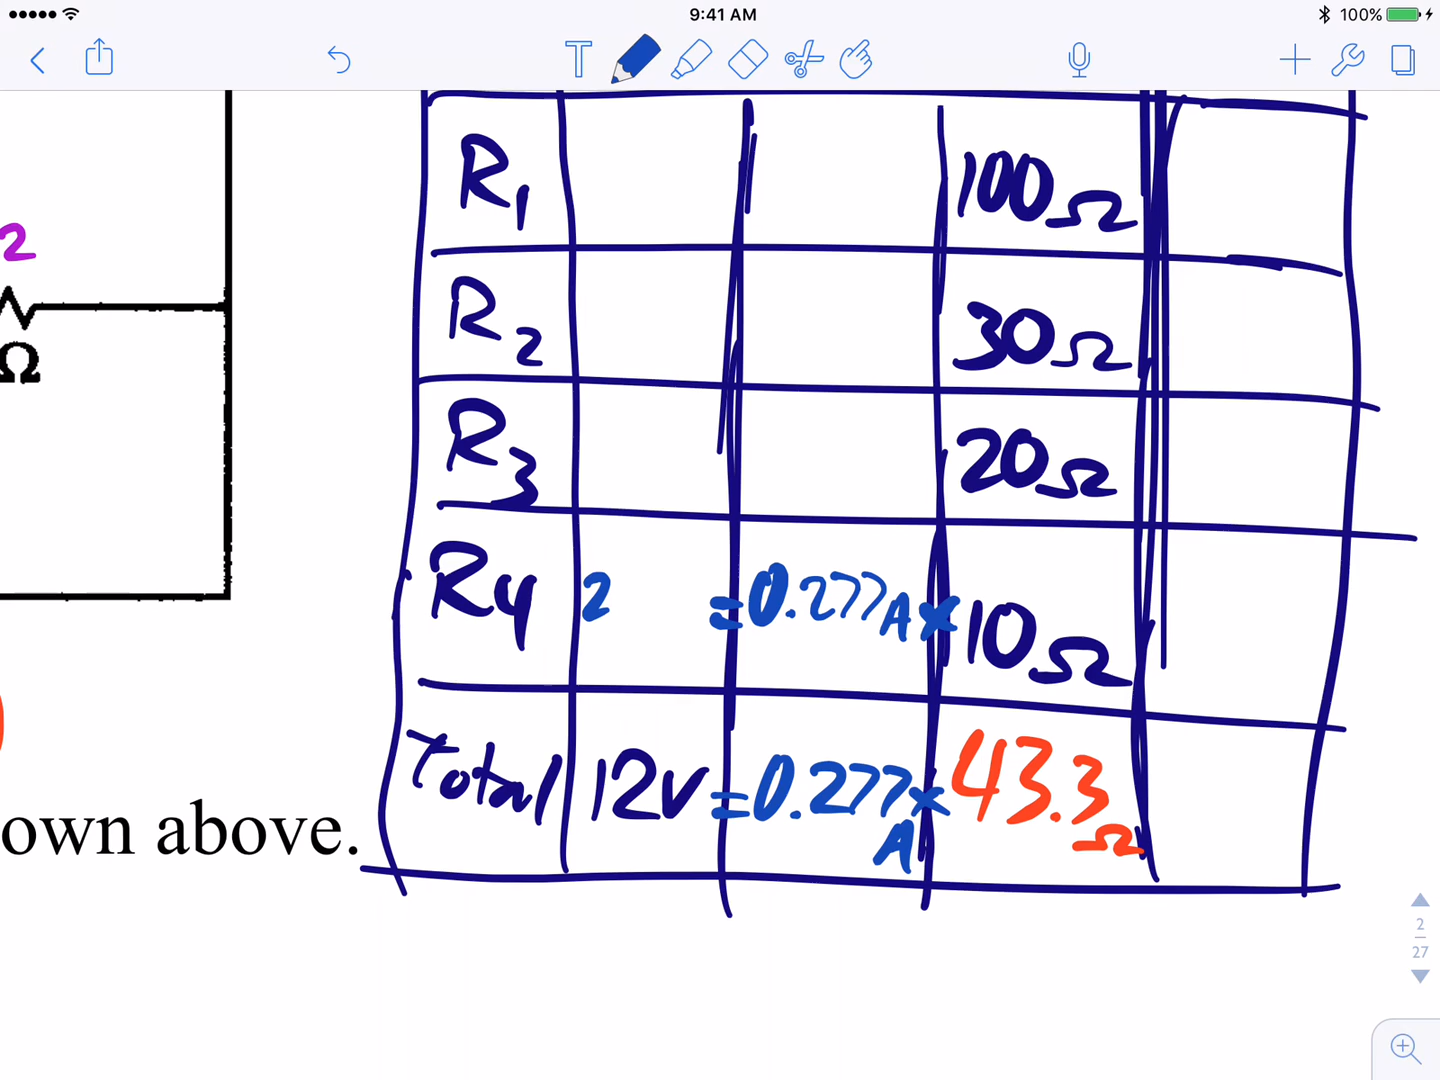 9:41 AM
100%
T
R1 100Ω
2
R2 30Ω
Ω
R3 20Ω
R4 2 =0.277A× 10Ω
Total 12V =0.277A× 43.3Ω
own above.
2
27